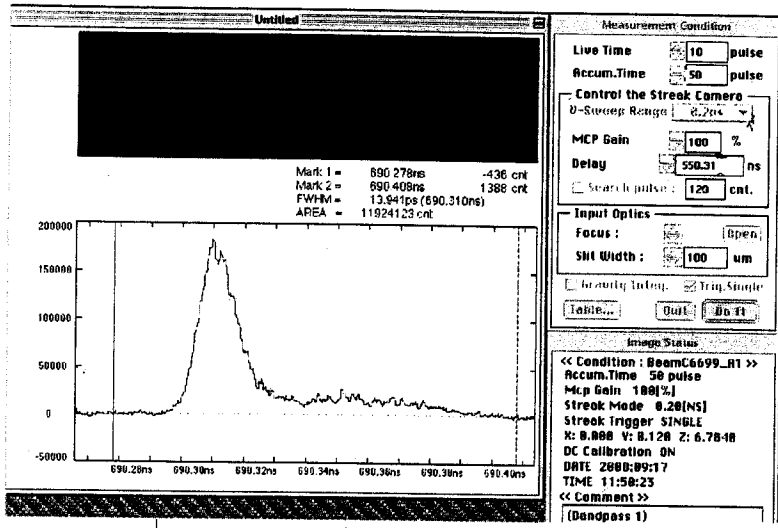 Untitled
Mark 1 = 690.278ns -436 cnt
Mark 2 = 690.408ns 1388 cnt
FWHM = 13.941ps (690.310ns)
AREA = 11924123 cnt
200000
150000
100000
50000
0
-50000
690.28ns 690.30ns 690.32ns 690.34ns 690.36ns 690.38ns 690.40ns
Measurement Condition
Live Time 10 pulse
Accum.Time 50 pulse
Control the Streak Camera
Sweep Range
MCP Gain 100 %
Delay 550.31 ns
Search pulse : 120 cnt.
Input Optics
Focus : Open
Slit Width : 100 um
Gravity Integ. Trig.Single
Table... Quit Do It
Image Status
<< Condition : BeamC6699_A1 >>
Accum.Time 50 pulse
Mcp Gain 100[%]
Streak Mode 0.20[NS]
Streak Trigger SINGLE
X: 0.000 Y: 0.120 Z: 6.7840
DC Calibration ON
DATE 2000:09:17
TIME 11:50:23
<< Comment >>
(Bandpass 1)